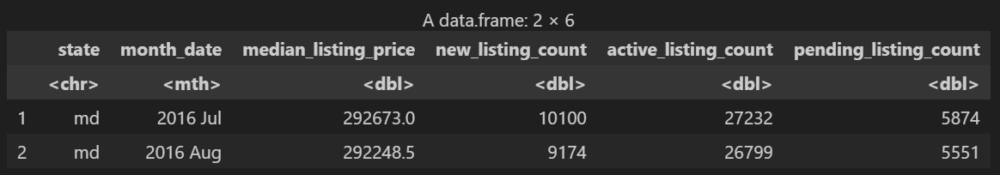 A data.frame: 2 × 6
state month_date median_listing_price new_listing_count active_listing_count pending_listing_count
<chr> <mth> <dbl> <dbl> <dbl> <dbl>
1 md 2016 Jul 292673.0 10100 27232 5874
2 md 2016 Aug 292248.5 9174 26799 5551